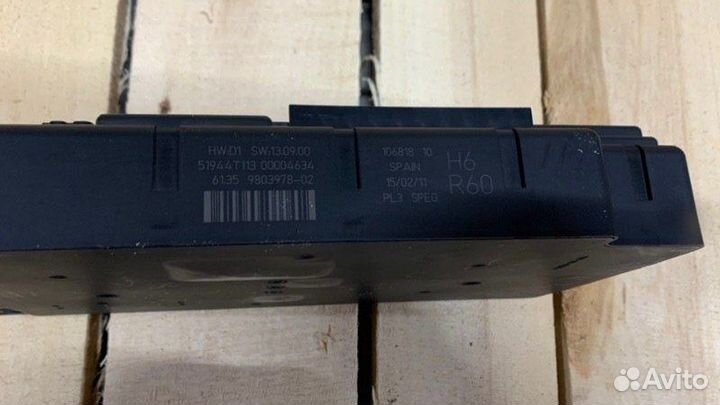 HW:D1 SW:13.09.00
51944T113 00004634
61.35 9803978-02
106818 10
SPAIN
15/02/11
PL3 SPEG
H6
R60
Avito